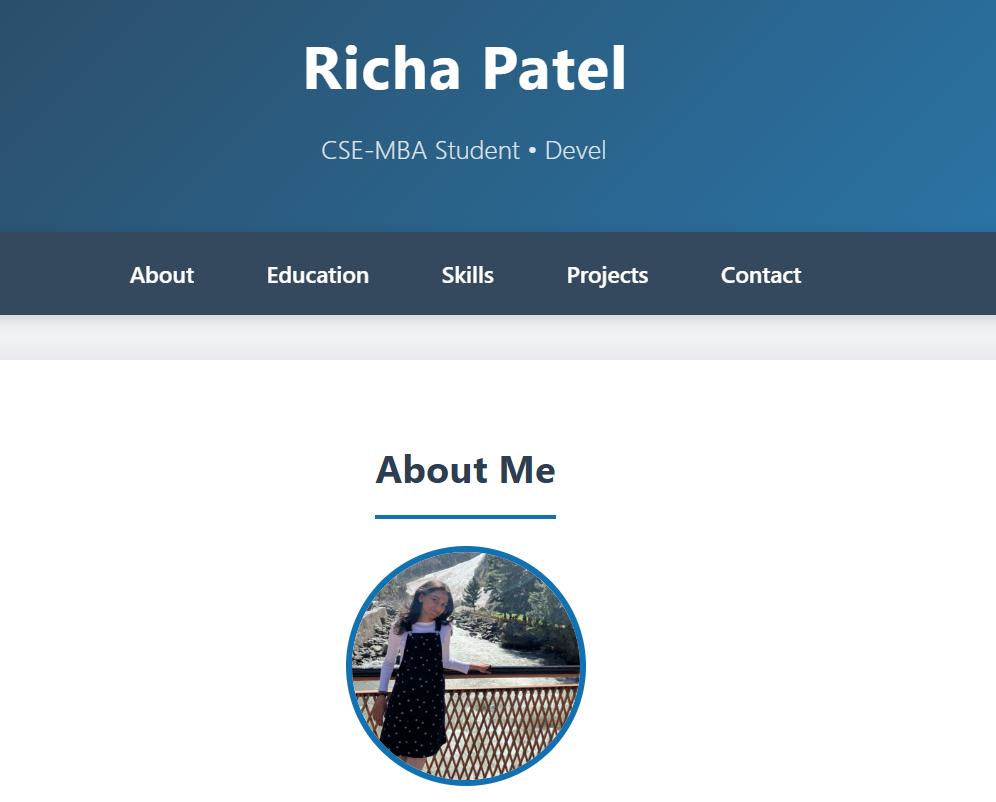 Richa Patel
CSE-MBA Student • Devel
About Education Skills Projects Contact
About Me